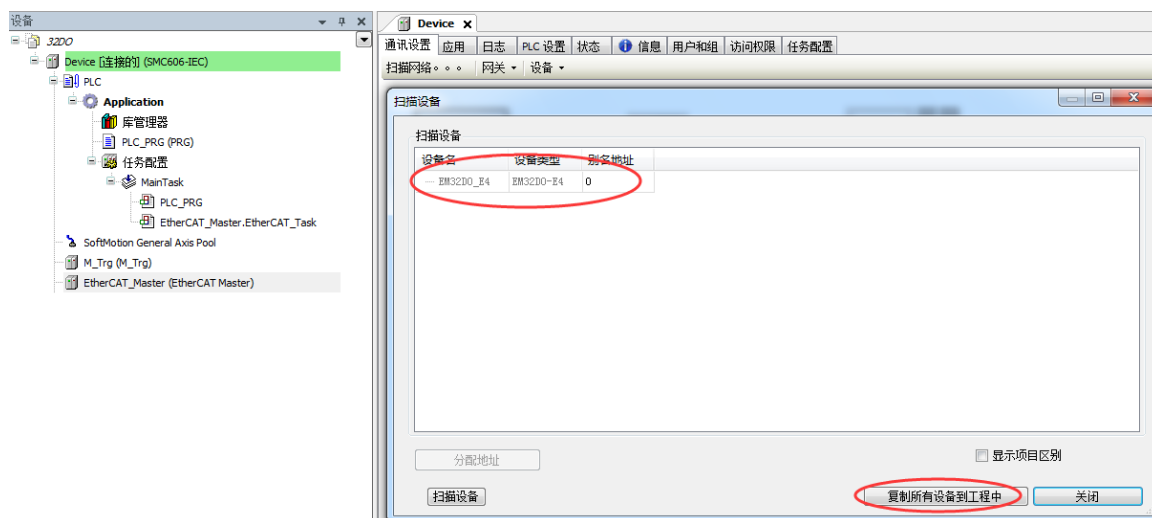 设备
32DO
Device [连接的] (SMC606-IEC)
PLC
Application
库管理器
PLC_PRG (PRG)
任务配置
MainTask
PLC_PRG
EtherCAT_Master.EtherCAT_Task
SoftMotion General Axis Pool
M_Trg (M_Trg)
EtherCAT_Master (EtherCAT Master)
Device
通讯设置 应用 日志 PLC 设置 状态 信息 用户和组 访问权限 任务配置
扫描网络。。。 网关 设备
扫描设备
扫描设备
设备名 设备类型 别名地址
EM32DO_E4 EM32DO-E4 0
分配地址
显示项目区别
扫描设备
复制所有设备到工程中
关闭